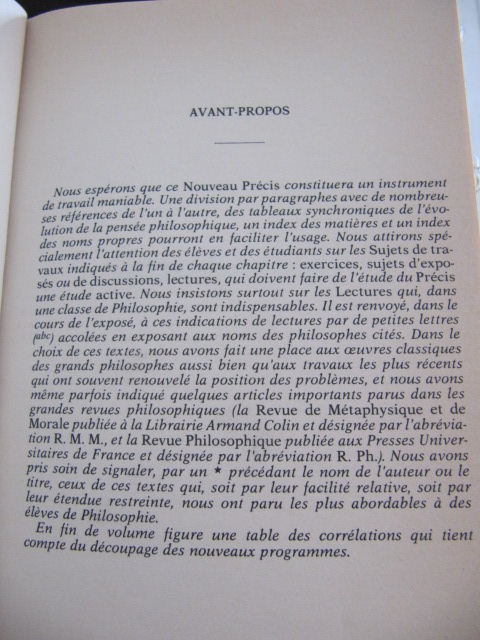 AVANT-PROPOS
Nous espérons que ce Nouveau Précis constituera un instrument
de travail maniable. Une division par paragraphes avec de nombreu-
ses références de l'un à l'autre, des tableaux synchroniques de l'évo-
lution de la pensée philosophique, un index des matières et un index
des noms propres pourront en faciliter l'usage. Nous attirons spé-
cialement l'attention des élèves et des étudiants sur les Sujets de tra-
vaux indiqués à la fin de chaque chapitre : exercices, sujets d'expo-
sés ou de discussions, lectures, qui doivent faire de l'étude du Précis
une étude active. Nous insistons surtout sur les Lectures qui, dans
une classe de Philosophie, sont indispensables. Il est renvoyé, dans le
cours de l'exposé, à ces indications de lectures par de petites lettres
(abc) accolées en exposant aux noms des philosophes cités. Dans le
choix de ces textes, nous avons fait une place aux œuvres classiques
des grands philosophes aussi bien qu'aux travaux les plus récents
qui ont souvent renouvelé la position des problèmes, et nous avons
même parfois indiqué quelques articles importants parus dans les
grandes revues philosophiques (la Revue de Métaphysique et de
Morale publiée à la Librairie Armand Colin et désignée par l'abrévia-
tion R. M. M., et la Revue Philosophique publiée aux Presses Univer-
sitaires de France et désignée par l'abréviation R. Ph.). Nous avons
pris soin de signaler, par un * précédant le nom de l'auteur ou le
titre, ceux de ces textes qui, soit par leur facilité relative, soit par
leur étendue restreinte, nous ont paru les plus abordables à des
élèves de Philosophie.
En fin de volume figure une table des corrélations qui tient
compte du découpage des nouveaux programmes.